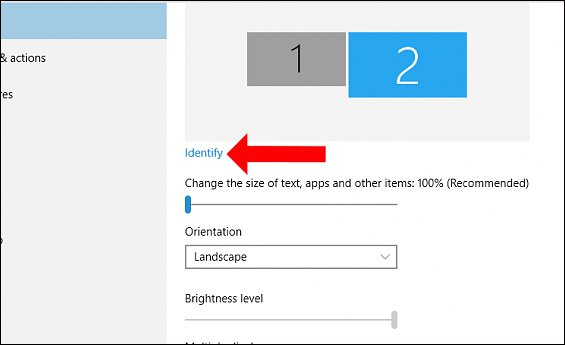 1 2
& actions
res
Identify
Change the size of text, apps and other items: 100% (Recommended)
Orientation
Landscape
Brightness level